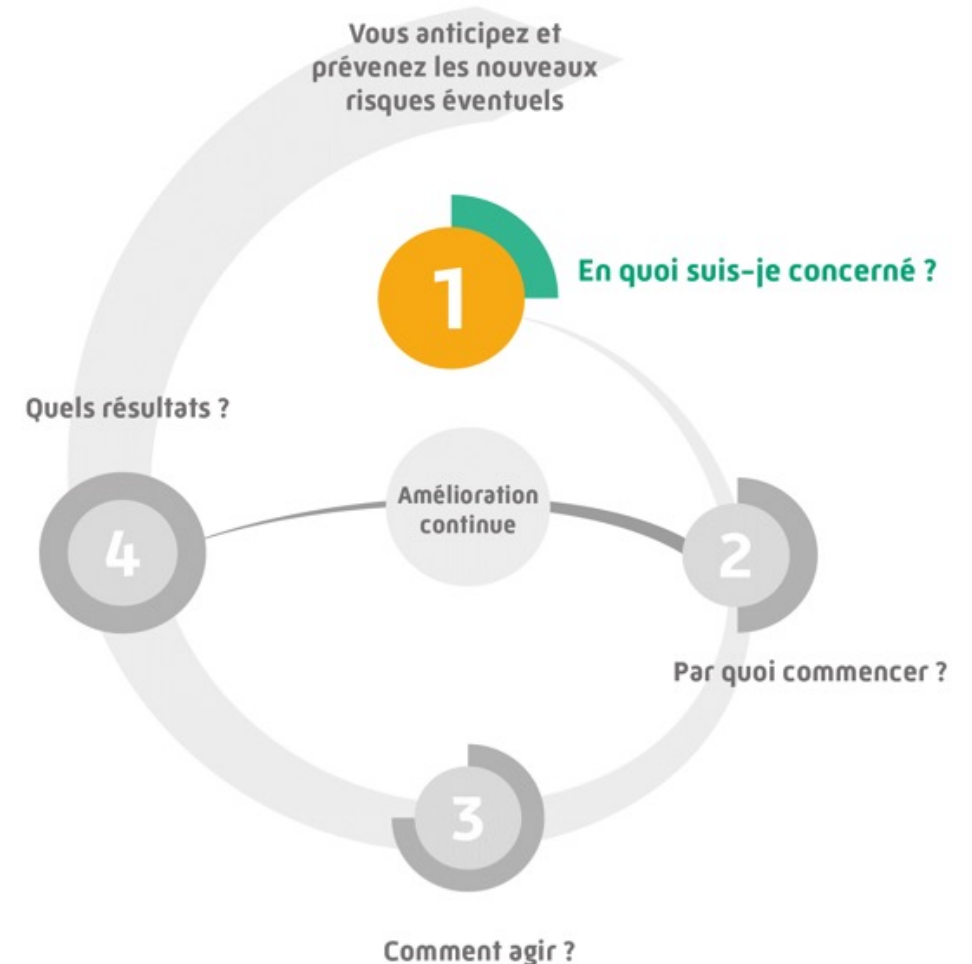 Vous anticipez et
prévenez les nouveaux
risques éventuels
1
En quoi suis-je concerné ?
Quels résultats ?
Amélioration
continue
4
2
Par quoi commencer ?
3
Comment agir ?